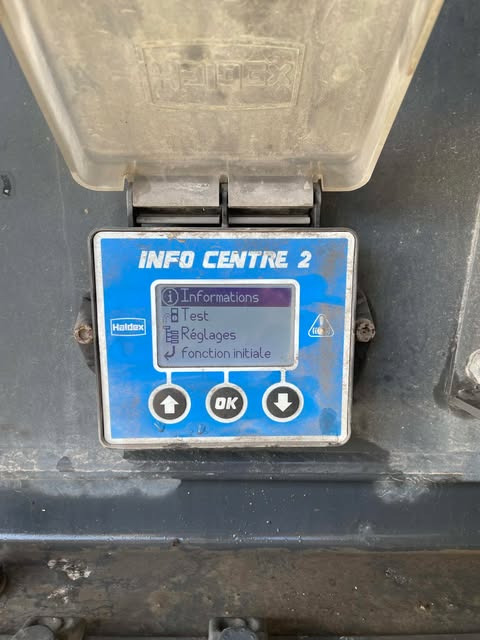 Haldex
INFO CENTRE 2
Haldex
Informations
Test
Réglages
fonction initiale
OK